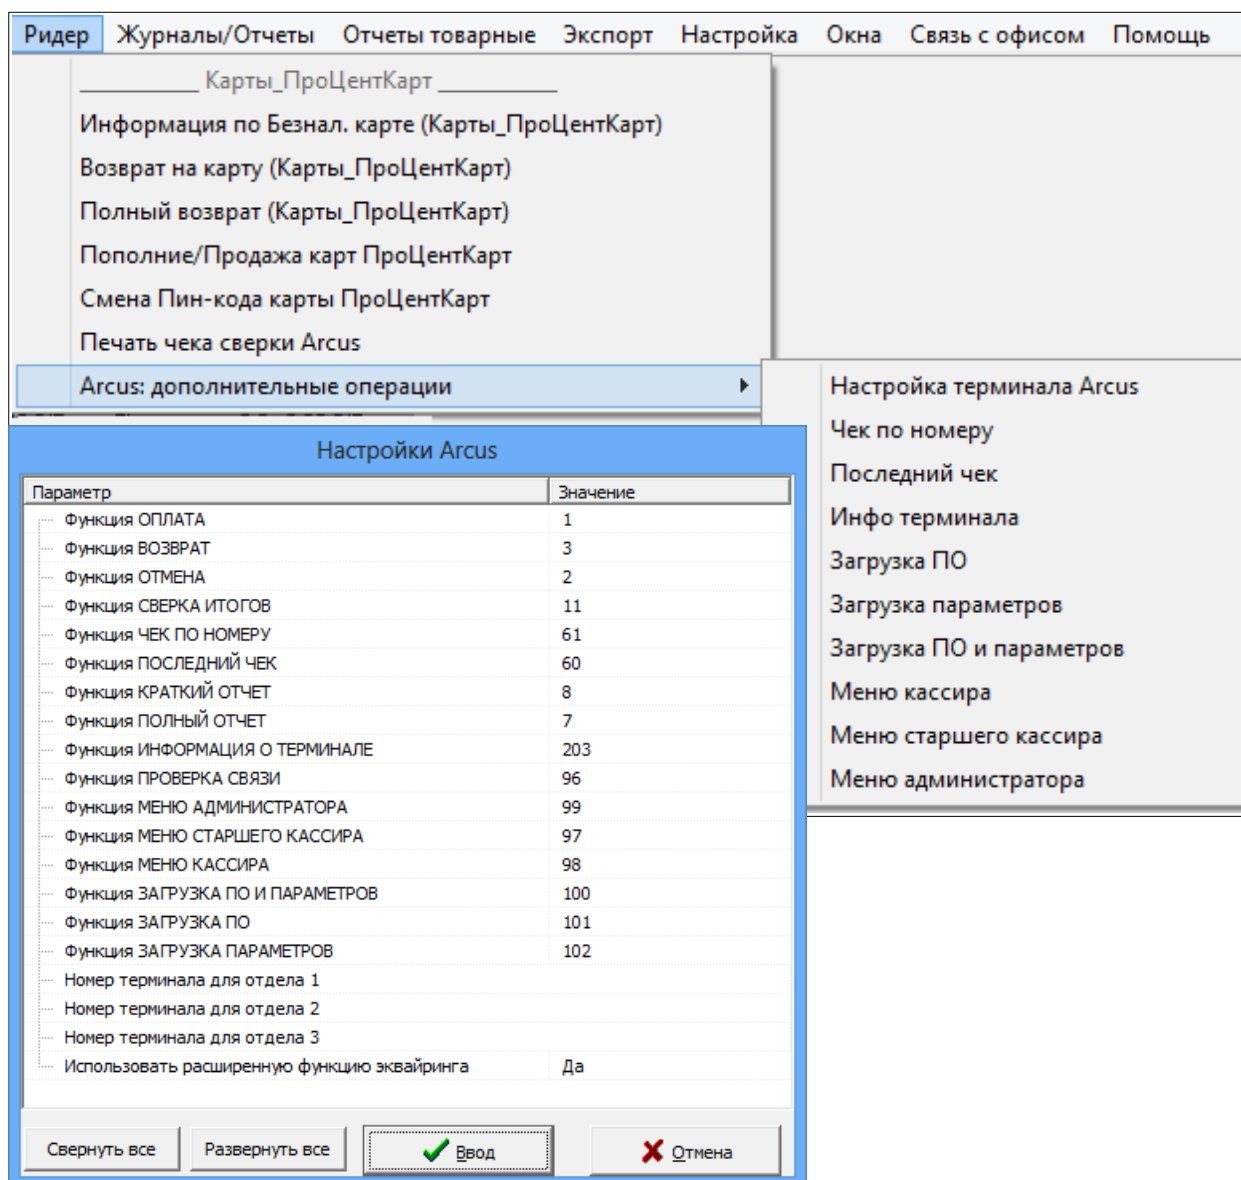 Ридер Журналы/Отчеты Отчеты товарные Экспорт Настройка Окна Связь с офисом Помощь
__________ Карты_ПроЦентКарт __________
Информация по Безнал. карте (Карты_ПроЦентКарт)
Возврат на карту (Карты_ПроЦентКарт)
Полный возврат (Карты_ПроЦентКарт)
Пополние/Продажа карт ПроЦентКарт
Смена Пин-кода карты ПроЦентКарт
Печать чека сверки Arcus
Arcus: дополнительные операции
Настройка терминала Arcus
Чек по номеру
Последний чек
Инфо терминала
Загрузка ПО
Загрузка параметров
Загрузка ПО и параметров
Меню кассира
Меню старшего кассира
Меню администратора
Настройки Arcus
Параметр Значение
Функция ОПЛАТА 1
Функция ВОЗВРАТ 3
Функция ОТМЕНА 2
Функция СВЕРКА ИТОГОВ 11
Функция ЧЕК ПО НОМЕРУ 61
Функция ПОСЛЕДНИЙ ЧЕК 60
Функция КРАТКИЙ ОТЧЕТ 8
Функция ПОЛНЫЙ ОТЧЕТ 7
Функция ИНФОРМАЦИЯ О ТЕРМИНАЛЕ 203
Функция ПРОВЕРКА СВЯЗИ 96
Функция МЕНЮ АДМИНИСТРАТОРА 99
Функция МЕНЮ СТАРШЕГО КАССИРА 97
Функция МЕНЮ КАССИРА 98
Функция ЗАГРУЗКА ПО И ПАРАМЕТРОВ 100
Функция ЗАГРУЗКА ПО 101
Функция ЗАГРУЗКА ПАРАМЕТРОВ 102
Номер терминала для отдела 1
Номер терминала для отдела 2
Номер терминала для отдела 3
Использовать расширенную функцию эквайринга Да
Свернуть все Развернуть все Ввод Отмена